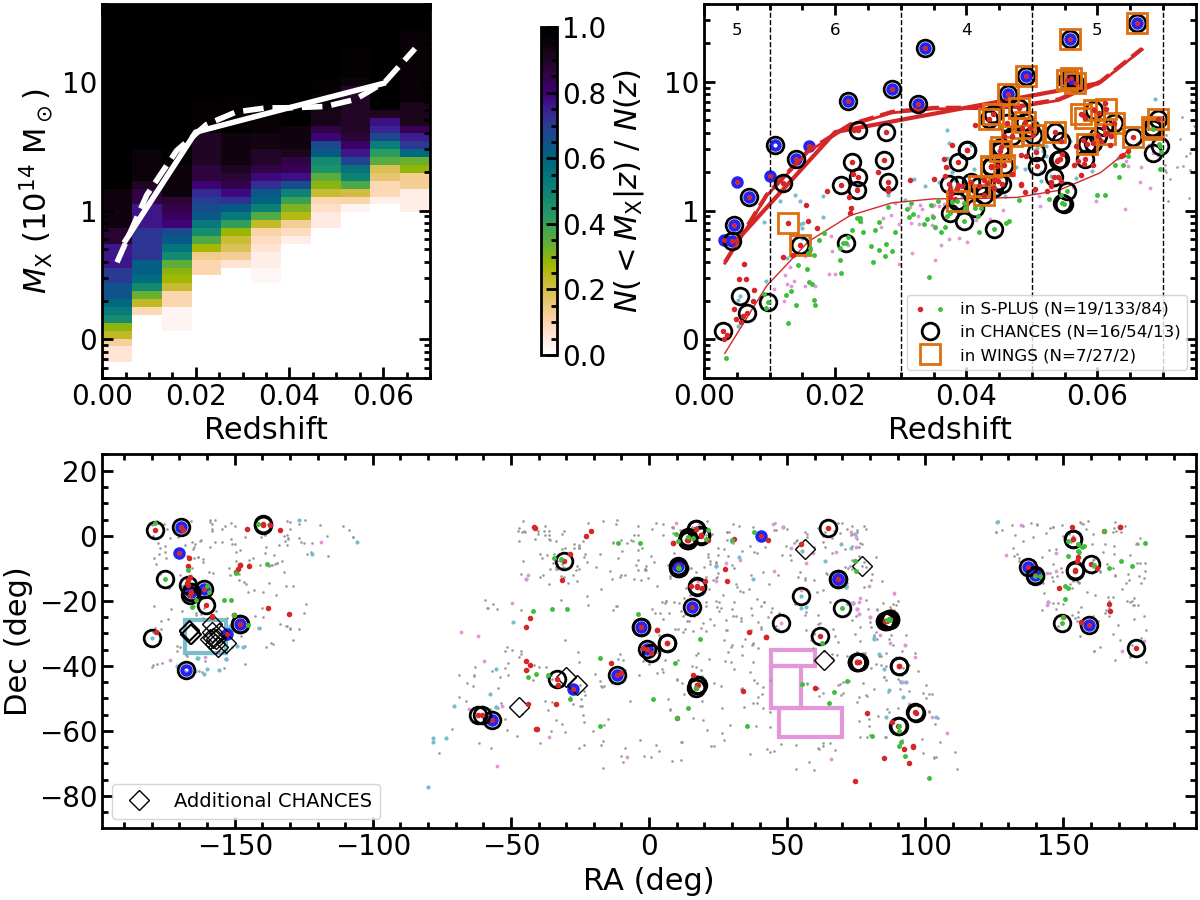 10
1
0
M_X (10^14 M_⊙)
0.00 0.02 0.04 0.06
Redshift
1.0
0.8
0.6
0.4
0.2
0.0
N(<M_X|z) / N(z)
5 6 4 5
10
1
0
in S-PLUS (N=19/133/84)
in CHANCES (N=16/54/13)
in WINGS (N=7/27/2)
0.00 0.02 0.04 0.06
Redshift
20
0
−20
−40
−60
−80
Dec (deg)
Additional CHANCES
−150 −50 0 50 100 150
RA (deg)